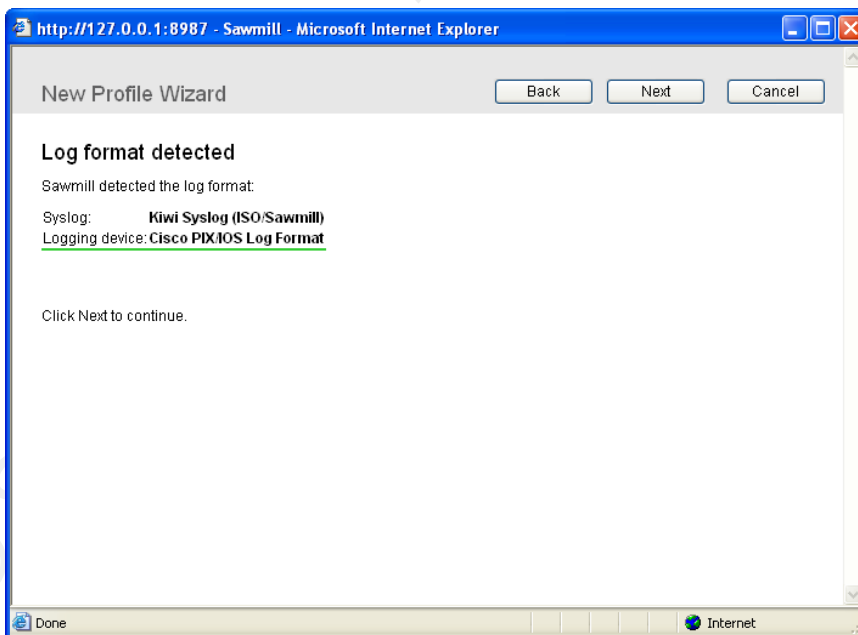 http://127.0.0.1:8987 - Sawmill - Microsoft Internet Explorer
New Profile Wizard
Back
Next
Cancel
Log format detected
Sawmill detected the log format:
Syslog: Kiwi Syslog (ISO/Sawmill)
Logging device: Cisco PIX/IOS Log Format
Click Next to continue.
Done
Internet